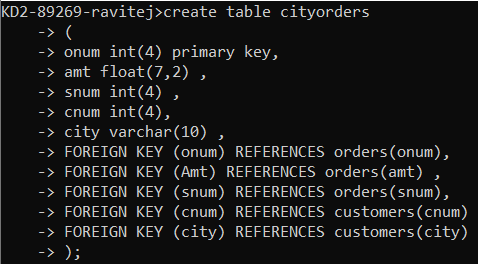 KD2-89269-ravitej>create table cityorders
-> (
-> onum int(4) primary key,
-> amt float(7,2) ,
-> snum int(4) ,
-> cnum int(4),
-> city varchar(10) ,
-> FOREIGN KEY (onum) REFERENCES orders(onum),
-> FOREIGN KEY (Amt) REFERENCES orders(amt) ,
-> FOREIGN KEY (snum) REFERENCES orders(snum),
-> FOREIGN KEY (cnum) REFERENCES customers(cnum)
-> FOREIGN KEY (city) REFERENCES customers(city)
-> );